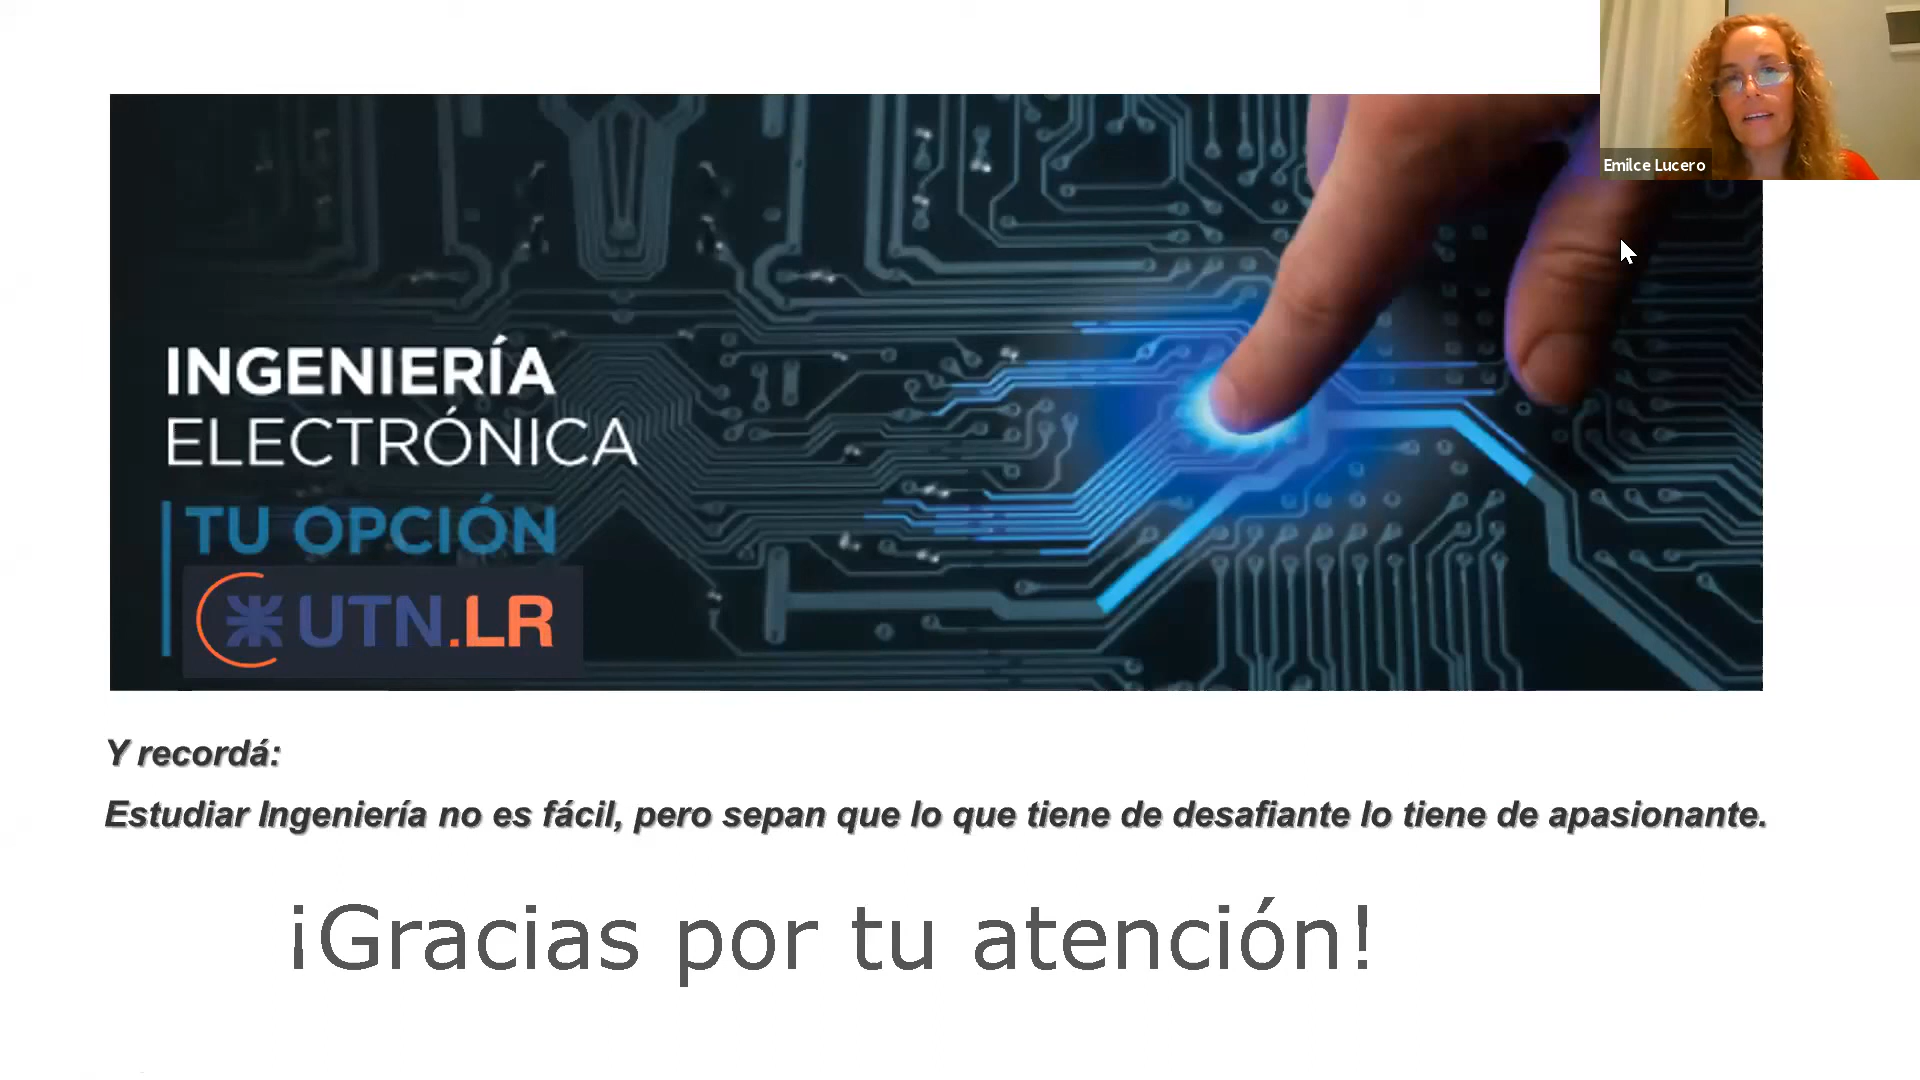 Emilce Lucero
INGENIERÍA
ELECTRÓNICA
TU OPCIÓN
UTN.LR
Y recordá:
Estudiar Ingeniería no es fácil, pero sepan que lo que tiene de desafiante lo tiene de apasionante.
¡Gracias por tu atención!